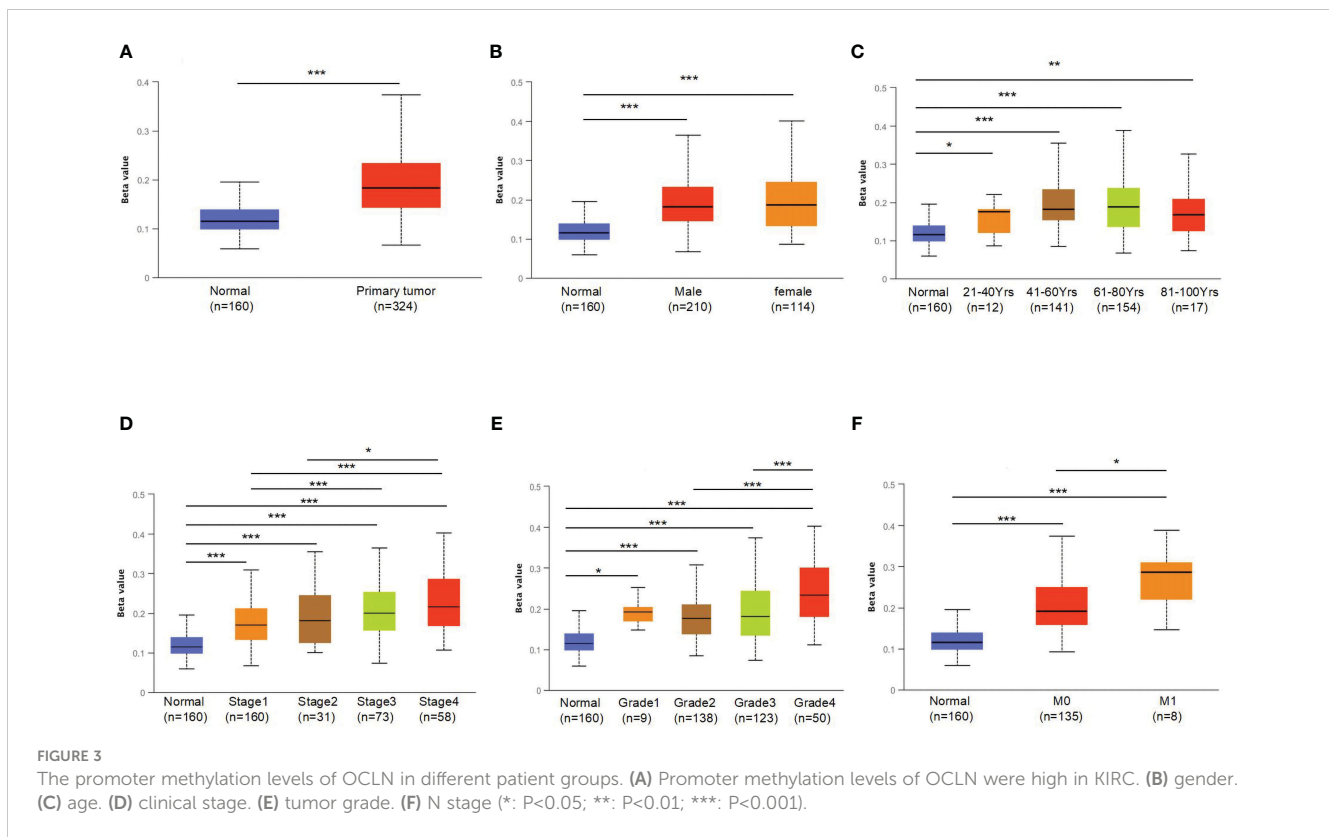 A
***
0.4
0.3
0.2
0.1
0
Beta value
Normal
(n=160)
Primary tumor
(n=324)
B
***
***
0.5
0.4
0.3
0.2
0.1
0
Beta value
Normal
(n=160)
Male
(n=210)
female
(n=114)
C
**
***
***
*
0.5
0.4
0.3
0.2
0.1
0
Beta value
Normal
(n=160)
21-40Yrs
(n=12)
41-60Yrs
(n=141)
61-80Yrs
(n=154)
81-100Yrs
(n=17)
D
*
***
***
***
***
***
***
0.5
0.4
0.3
0.2
0.1
0
Beta value
Normal
(n=160)
Stage1
(n=160)
Stage2
(n=31)
Stage3
(n=73)
Stage4
(n=58)
E
***
***
***
***
***
*
0.5
0.4
0.3
0.2
0.1
0
Beta value
Normal
(n=160)
Grade1
(n=9)
Grade2
(n=138)
Grade3
(n=123)
Grade4
(n=50)
F
*
***
***
0.5
0.4
0.3
0.2
0.1
0
Beta value
Normal
(n=160)
M0
(n=135)
M1
(n=8)
FIGURE 3
The promoter methylation levels of OCLN in different patient groups. (A) Promoter methylation levels of OCLN were high in KIRC. (B) gender.
(C) age. (D) clinical stage. (E) tumor grade. (F) N stage (*: P<0.05; **: P<0.01; ***: P<0.001).